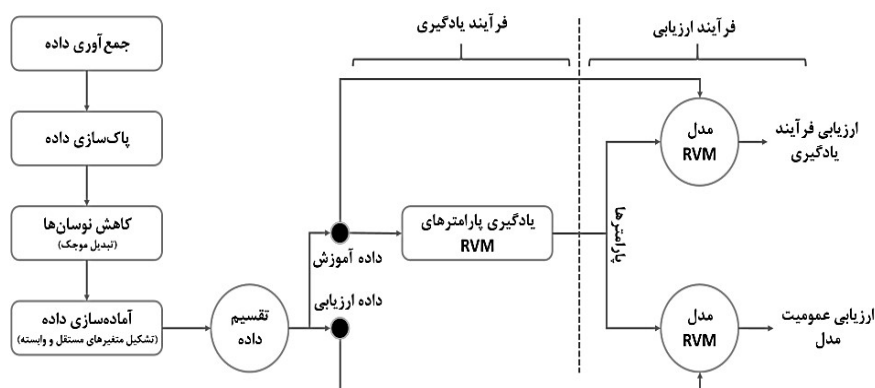 جمع‌آوری داده
پاک‌سازی داده
کاهش نوسان‌ها
(تبدیل موجک)
آماده‌سازی داده
(تشکیل متغیرهای مستقل و وابسته)
تقسیم
داده
داده آموزش
داده ارزیابی
فرآیند یادگیری
یادگیری پارامترهای
RVM
فرآیند ارزیابی
پارامترها
مدل
RVM
ارزیابی فرآیند
یادگیری
مدل
RVM
ارزیابی عمومیت
مدل